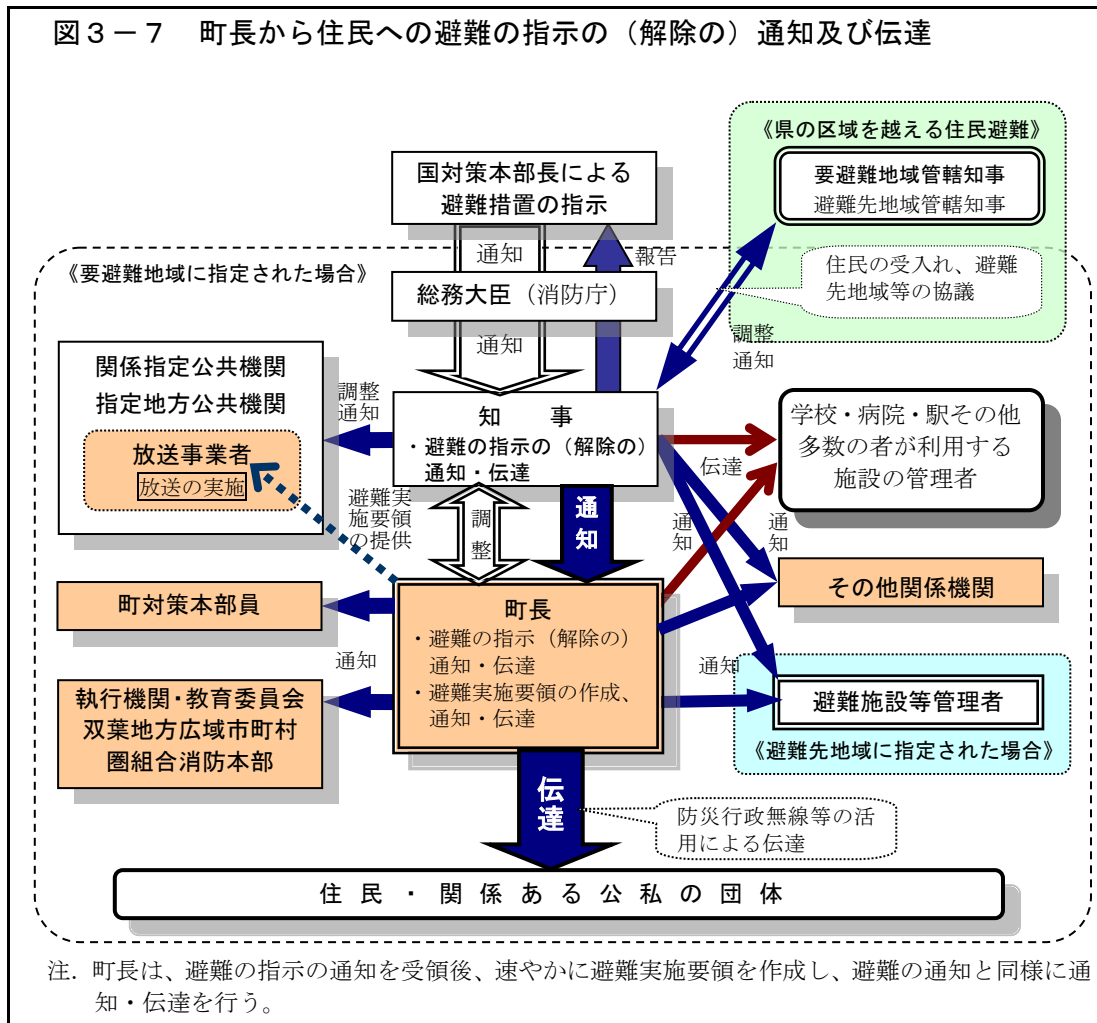 図3-7 町長から住民への避難の指示の(解除の)通知及び伝達
《県の区域を越える住民避難》
要避難地域管轄知事
避難先地域管轄知事
国対策本部長による
避難措置の指示
通知
報告
住民の受入れ、避難
先地域等の協議
《要避難地域に指定された場合》
総務大臣(消防庁)
通知
調整
通知
関係指定公共機関
指定地方公共機関
放送事業者
放送の実施
調整
通知
知 事
・避難の指示の(解除の)
通知・伝達
伝達
学校・病院・駅その他
多数の者が利用する
施設の管理者
避難実
施要領
の提供
調
整
通
知
通
知
通
知
その他関係機関
町対策本部員
町長
・避難の指示(解除の)
通知・伝達
・避難実施要領の作成、
通知・伝達
通知
通知
執行機関・教育委員会
双葉地方広域市町村
圏組合消防本部
避難施設等管理者
《避難先地域に指定された場合》
伝
達
防災行政無線等の活
用による伝達
住 民 ・ 関 係 あ る 公 私 の 団 体
注.町長は、避難の指示の通知を受領後、速やかに避難実施要領を作成し、避難の通知と同様に通
知・伝達を行う。